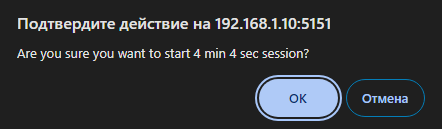 Подтвердите действие на 192.168.1.10:5151
Are you sure you want to start 4 min 4 sec session?
ОК
Отмена